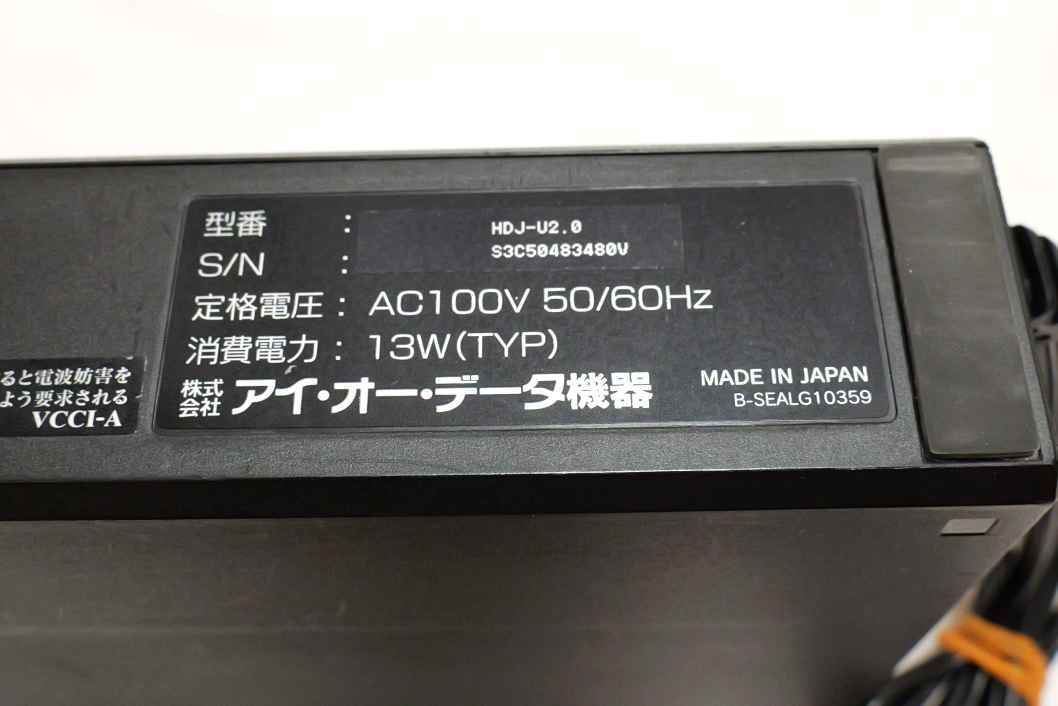 型番 : HDJ-U2.0
S/N : S3C50483480V
定格電圧 : AC100V 50/60Hz
消費電力 : 13W(TYP)
株式会社 アイ・オー・データ機器
MADE IN JAPAN
B-SEALG10359
ると電波妨害を
よう要求される
VCCI-A